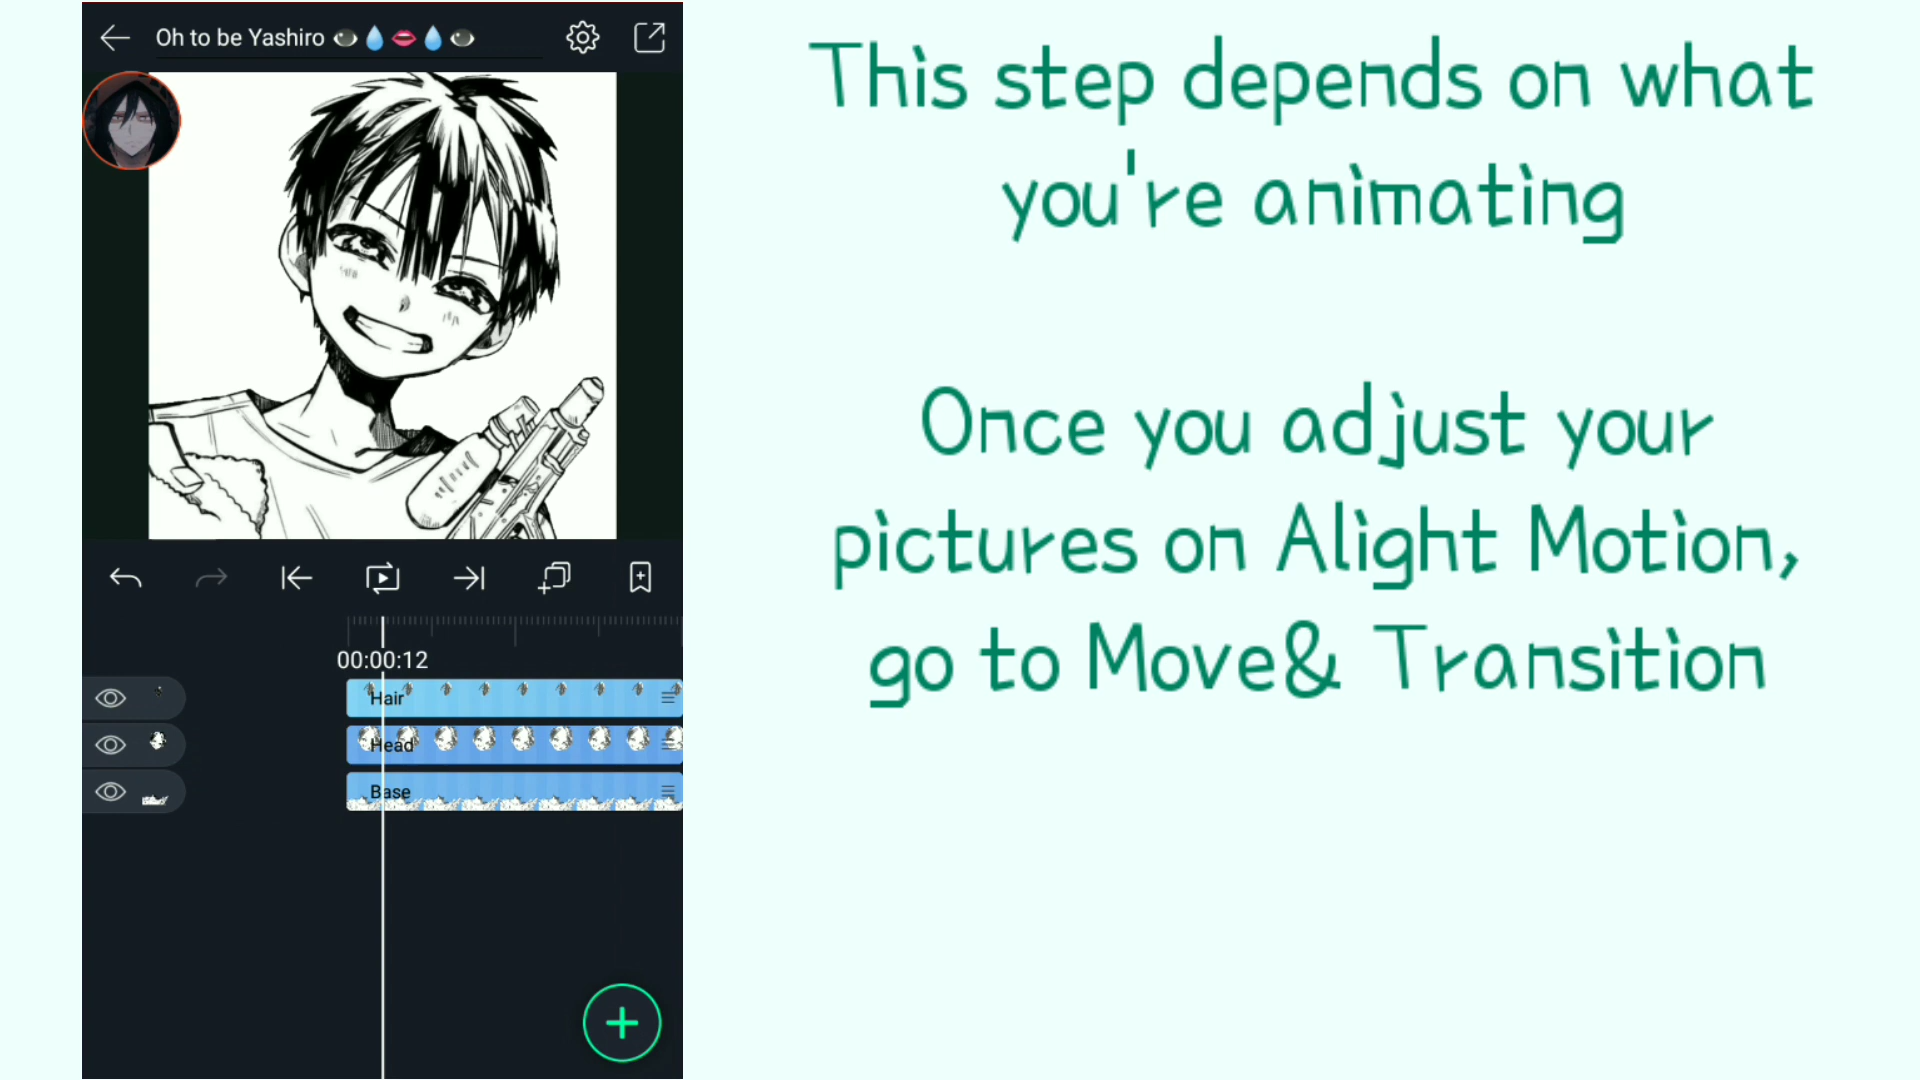 Oh to be Yashiro 👁️💧👄💧👁️
00:00:12
Hair
Head
Base
This step depends on what
you're animating
Once you adjust your
pictures on Alight Motion,
go to Move& Transition